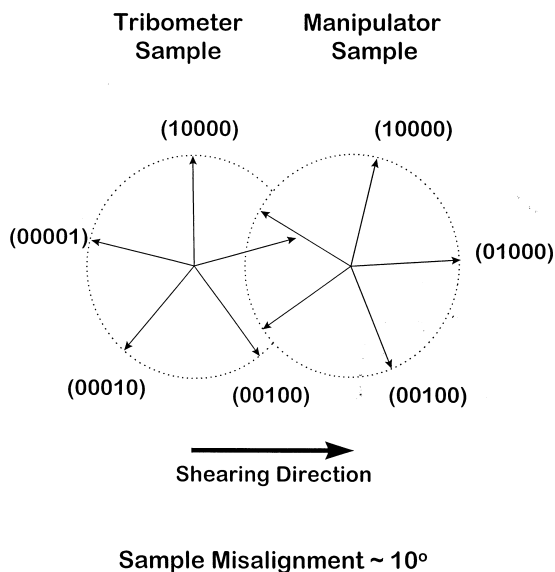 Tribometer
Sample
Manipulator
Sample
(10000)
(10000)
(00001)
(01000)
(00010)
(00100)
(00100)
Shearing Direction
Sample Misalignment ~ 10°